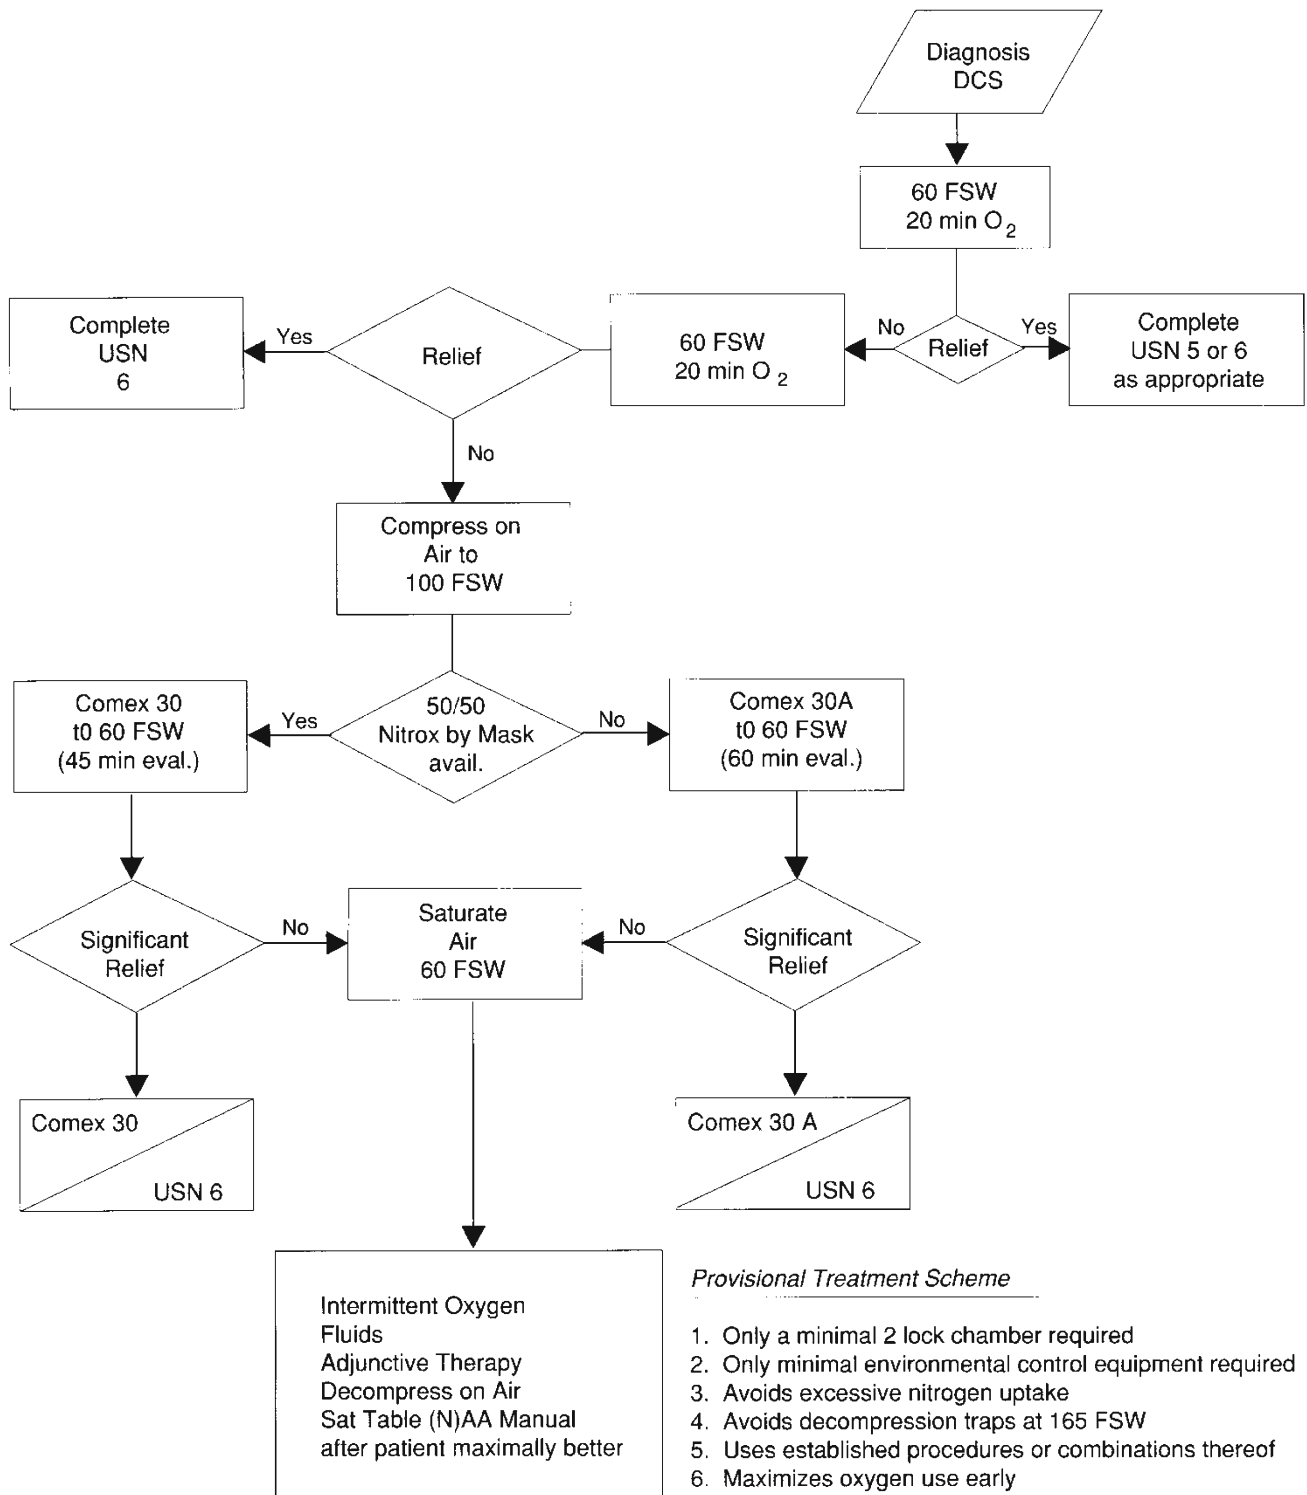 Diagnosis
DCS
60 FSW
20 min O2
Relief
No
Yes
Complete
USN 5 or 6
as appropriate
60 FSW
20 min O2
Relief
Yes
Complete
USN
6
No
Compress on
Air to
100 FSW
50/50
Nitrox by Mask
avail.
Yes
No
Comex 30
t0 60 FSW
(45 min eval.)
Comex 30A
t0 60 FSW
(60 min eval.)
Significant
Relief
No
Saturate
Air
60 FSW
No
Significant
Relief
Comex 30
USN 6
Comex 30 A
USN 6
Intermittent Oxygen
Fluids
Adjunctive Therapy
Decompress on Air
Sat Table (N)AA Manual
after patient maximally better
Provisional Treatment Scheme
1. Only a minimal 2 lock chamber required
2. Only minimal environmental control equipment required
3. Avoids excessive nitrogen uptake
4. Avoids decompression traps at 165 FSW
5. Uses established procedures or combinations thereof
6. Maximizes oxygen use early